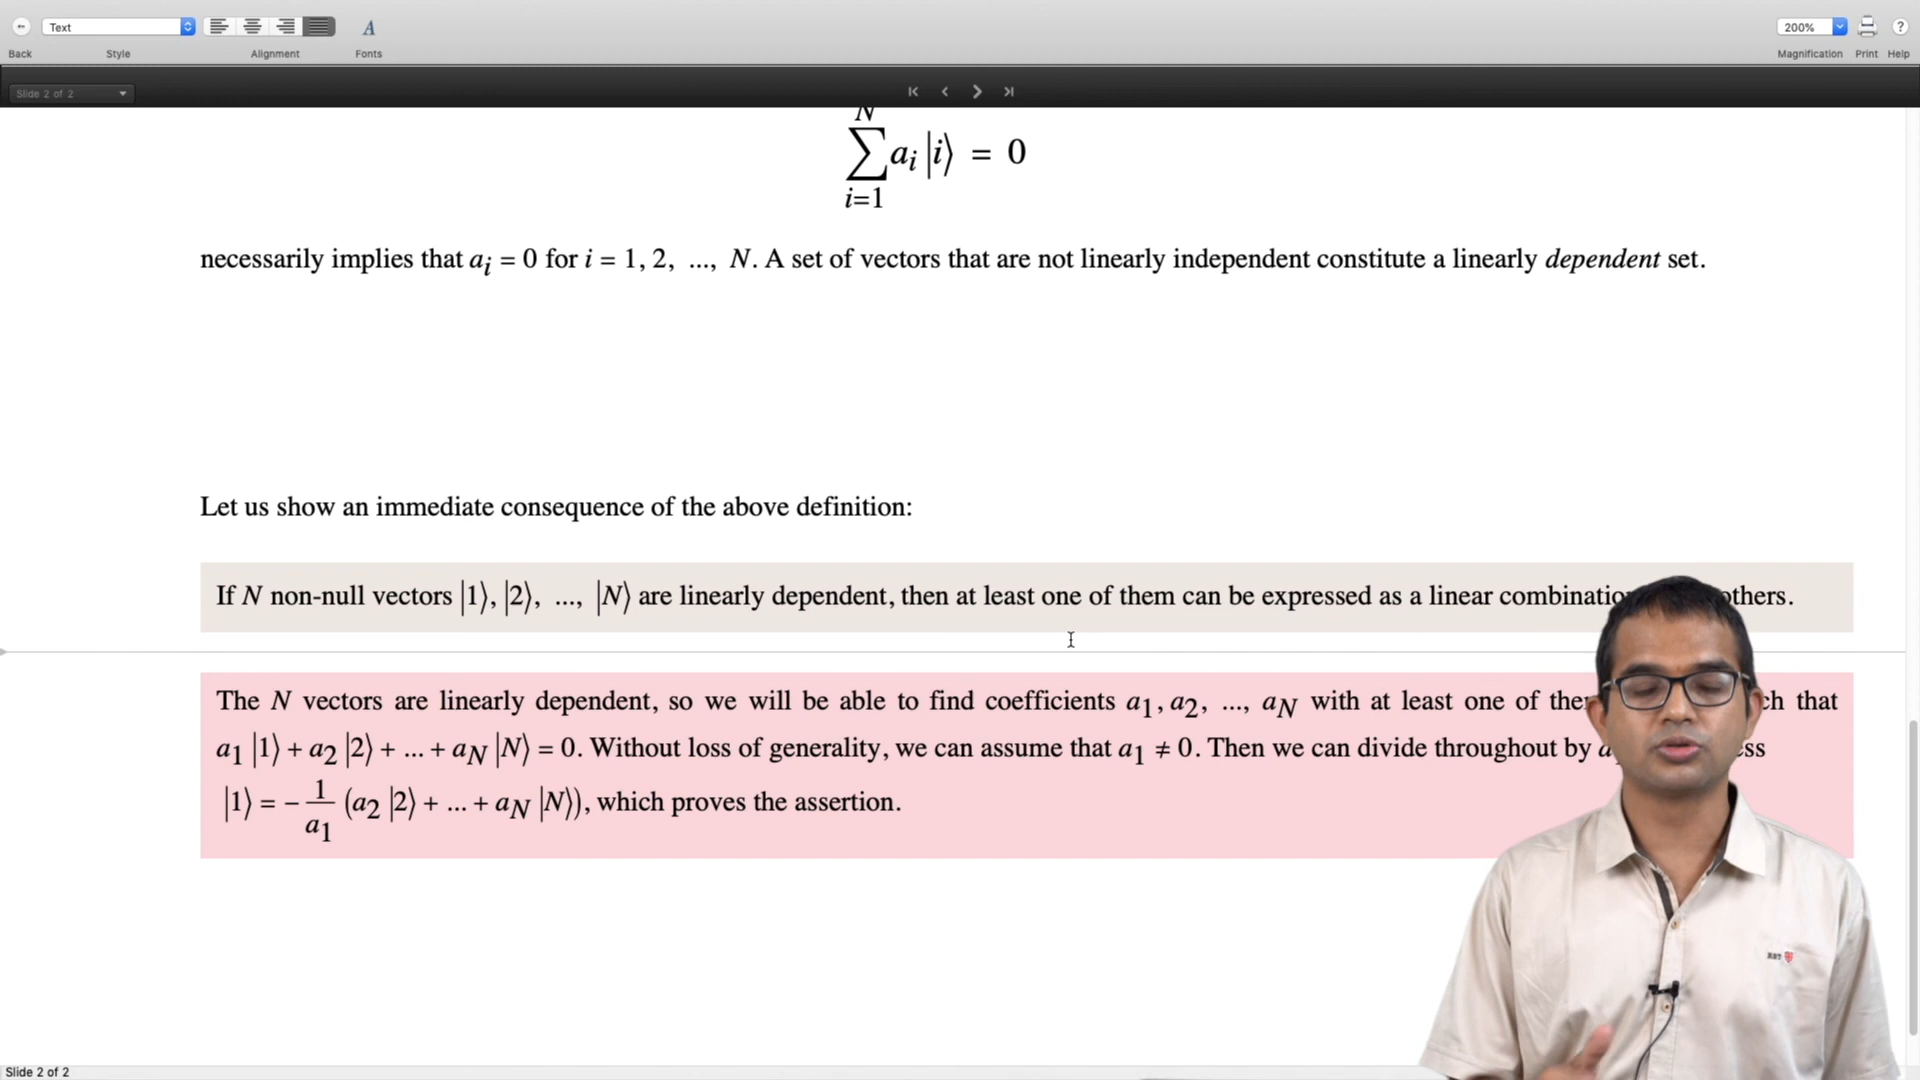 Text
200%
Back Style Alignment Fonts Magnification Print Help
Slide 2 of 2
N
∑ a_i |i⟩ = 0
i=1
necessarily implies that a_i = 0 for i = 1, 2, ..., N. A set of vectors that are not linearly independent constitute a linearly dependent set.
Let us show an immediate consequence of the above definition:
If N non-null vectors |1⟩, |2⟩, ..., |N⟩ are linearly dependent, then at least one of them can be expressed as a linear others.
The N vectors are linearly dependent, so we will be able to find coefficients a_1, a_2, ..., a_N with at least one of that
a_1 |1⟩ + a_2 |2⟩ + ... + a_N |N⟩ = 0. Without loss of generality, we can assume that a_1 ≠ 0. Then we can divide throughout by
|1⟩ = − 1/a_1 (a_2 |2⟩ + ... + a_N |N⟩), which proves the assertion.
Slide 2 of 2